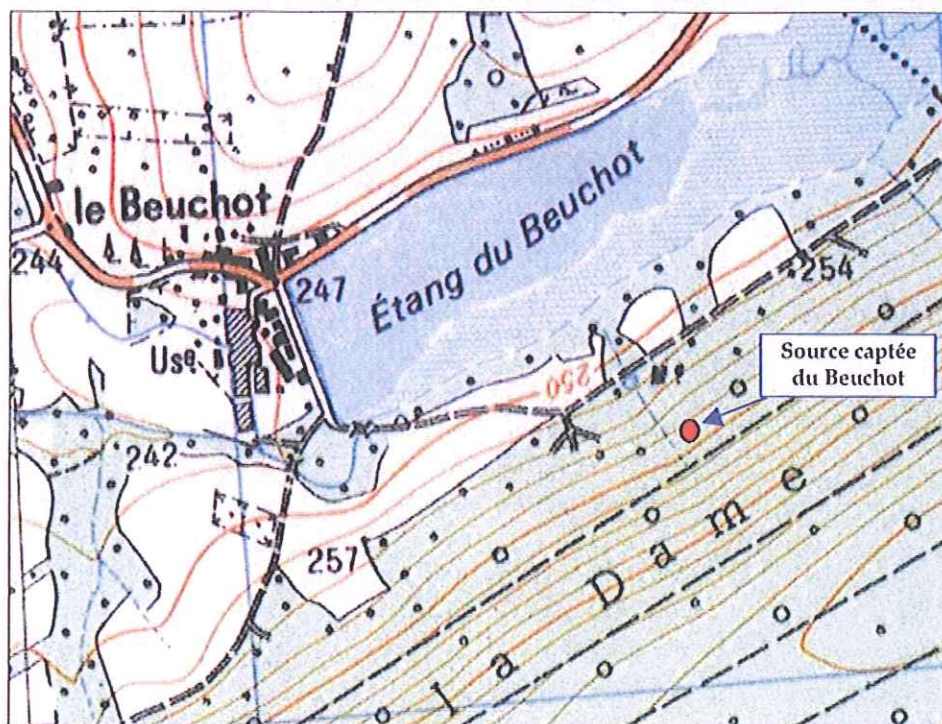 le Beuchot
244
247
Étang du Beuchot
254
Usᵉ
Source captée
du Beuchot
250
242
257
la Dame